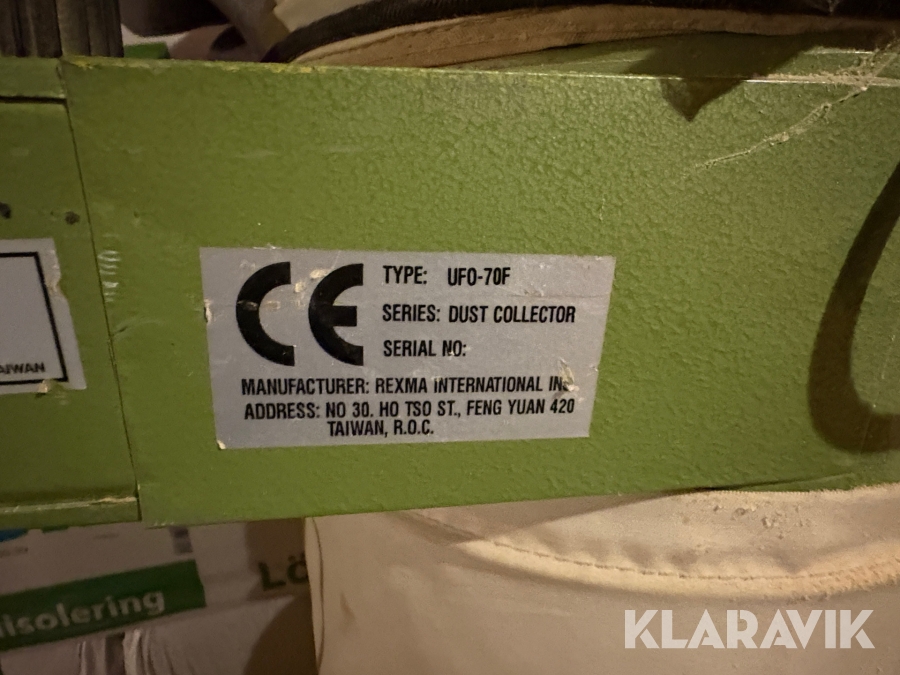 CE
TYPE: UFO-70F
SERIES: DUST COLLECTOR
SERIAL NO:
MANUFACTURER: REXMA INTERNATIONAL INC
ADDRESS: NO 30. HO TSO ST., FENG YUAN 420
TAIWAN, R.O.C.
AIWAN
Lö
isolering
KLARAVIK